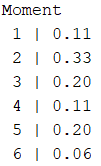 Moment
1 | 0.11
2 | 0.33
3 | 0.20
4 | 0.11
5 | 0.20
6 | 0.06